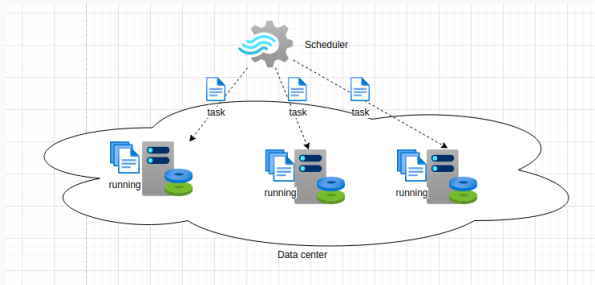 Scheduler
task
task
task
running
running
running
Data center